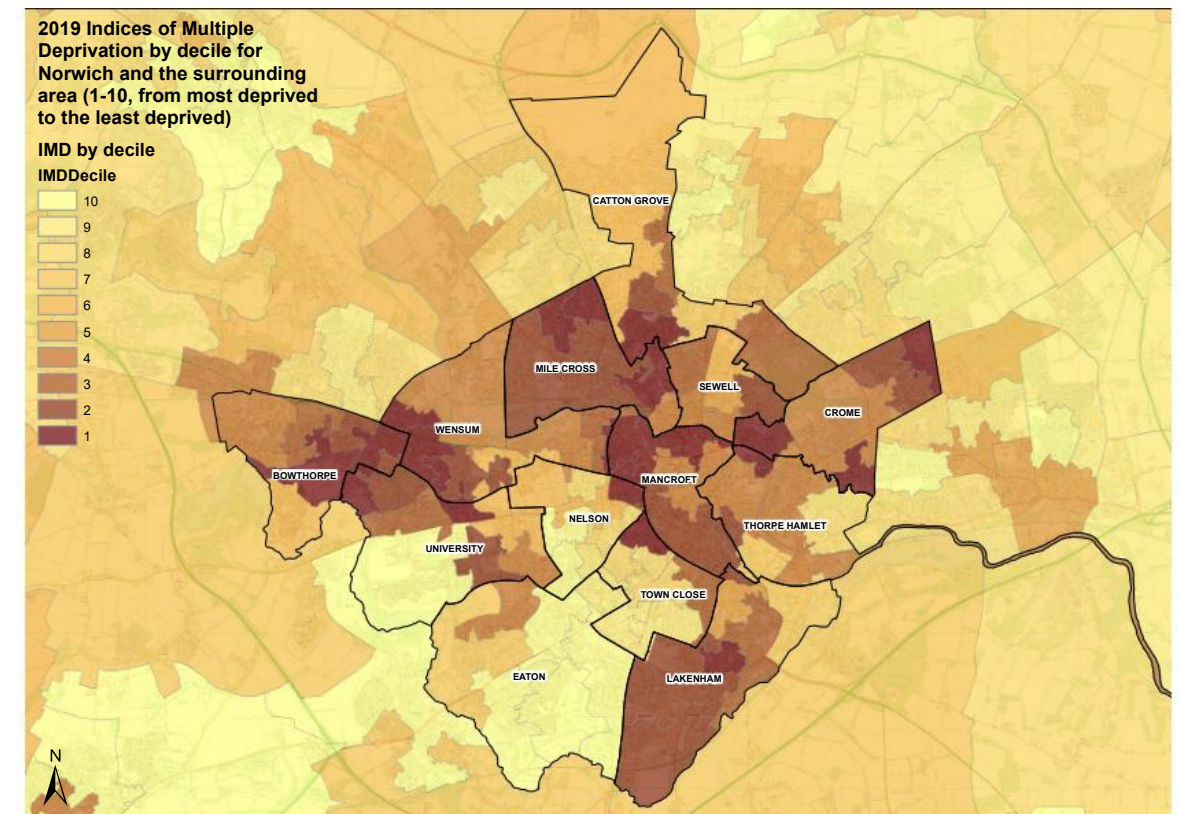 2019 Indices of Multiple
Deprivation by decile for
Norwich and the surrounding
area (1-10, from most deprived
to the least deprived)
IMD by decile
IMDDecile
10
9
8
7
6
5
4
3
2
1
CATTON GROVE
MILE CROSS
SEWELL
CROME
WENSUM
BOWTHORPE
MANCROFT
NELSON
THORPE HAMLET
UNIVERSITY
TOWN CLOSE
EATON
LAKENHAM
N